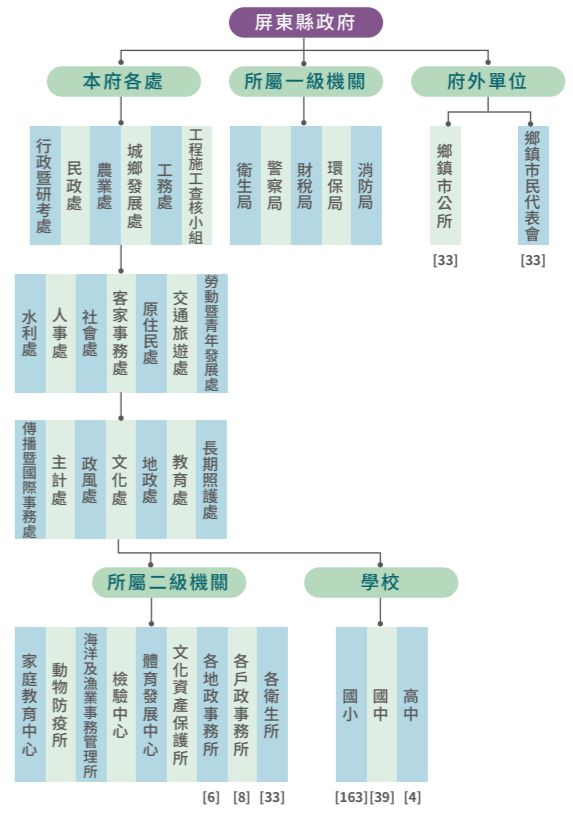 屏東縣政府
本府各處
所屬一級機關
府外單位
行政暨研考處
民政處
農業處
城鄉發展處
工務處
工程施工查核小組
衛生局
警察局
財稅局
環保局
消防局
鄉鎮市公所
鄉鎮市民代表會
[33]
[33]
水利處
人事處
社會處
客家事務處
原住民處
交通旅遊處
勞動暨青年發展處
傳播暨國際事務處
主計處
政風處
文化處
地政處
教育處
長期照護處
所屬二級機關
學校
家庭教育中心
動物防疫所
海洋及漁業事務管理所
檢驗中心
體育發展中心
文化資產保護所
各地政事務所
各戶政事務所
各衛生所
國小
國中
高中
[6]
[8]
[33]
[163]
[39]
[4]